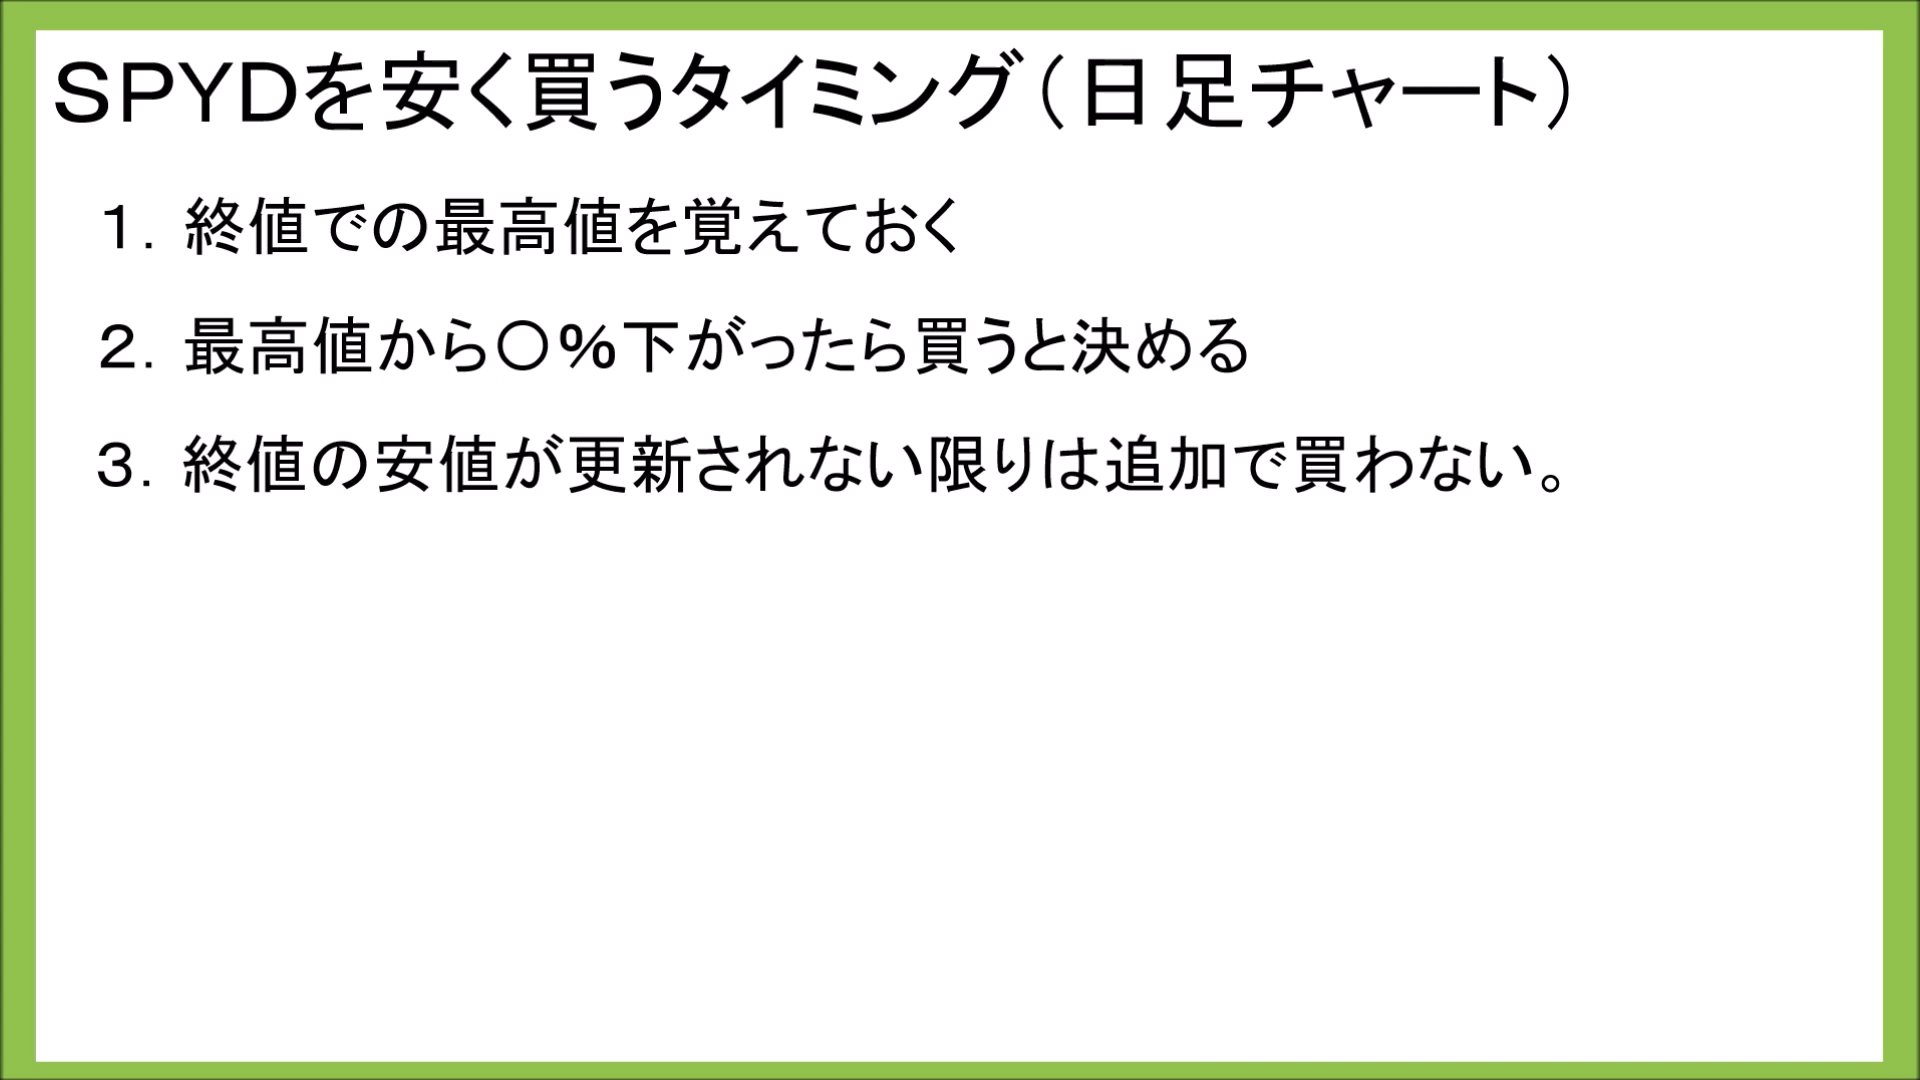 SPYDを安く買うタイミング（日足チャート）
１．終値での最高値を覚えておく
２．最高値から〇％下がったら買うと決める
３．終値の安値が更新されない限りは追加で買わない。